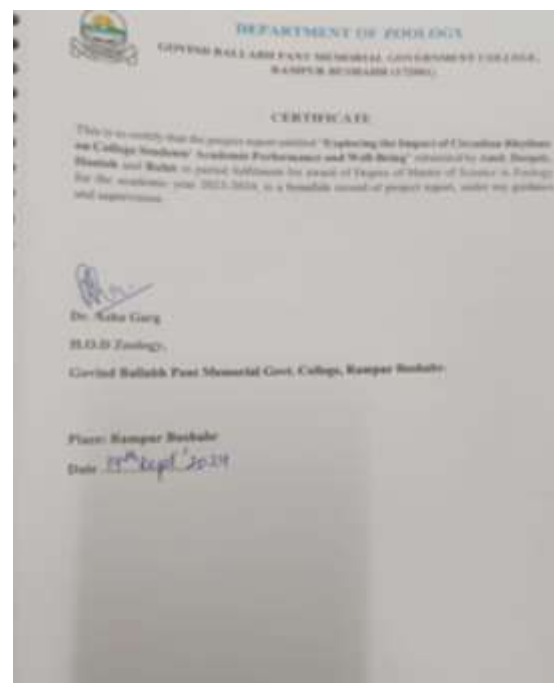 DEPARTMENT OF ZOOLOGY
GOVIND BALLABH PANT MEMORIAL GOVERNMENT COLLEGE,
RAMPUR BUSHAHR (172001)
CERTIFICATE
This is to certify that the project report entitled "Exploring the Impact of Circadian Rhythms
on College Students' Academic Performance and Well-Being" submitted by
and Rohit in partial fulfilment for award of Degree of Master of Science in Zoology
for the academic year 2023-2024, is a bonafide record of project report, under my guidance
and supervision.
Dr. Asha Garg
H.O.D Zoology,
Govind Ballabh Pant Memorial Govt. College, Rampur Bushahr.
Place: Rampur Bushahr
Date 19th Sept' 2024